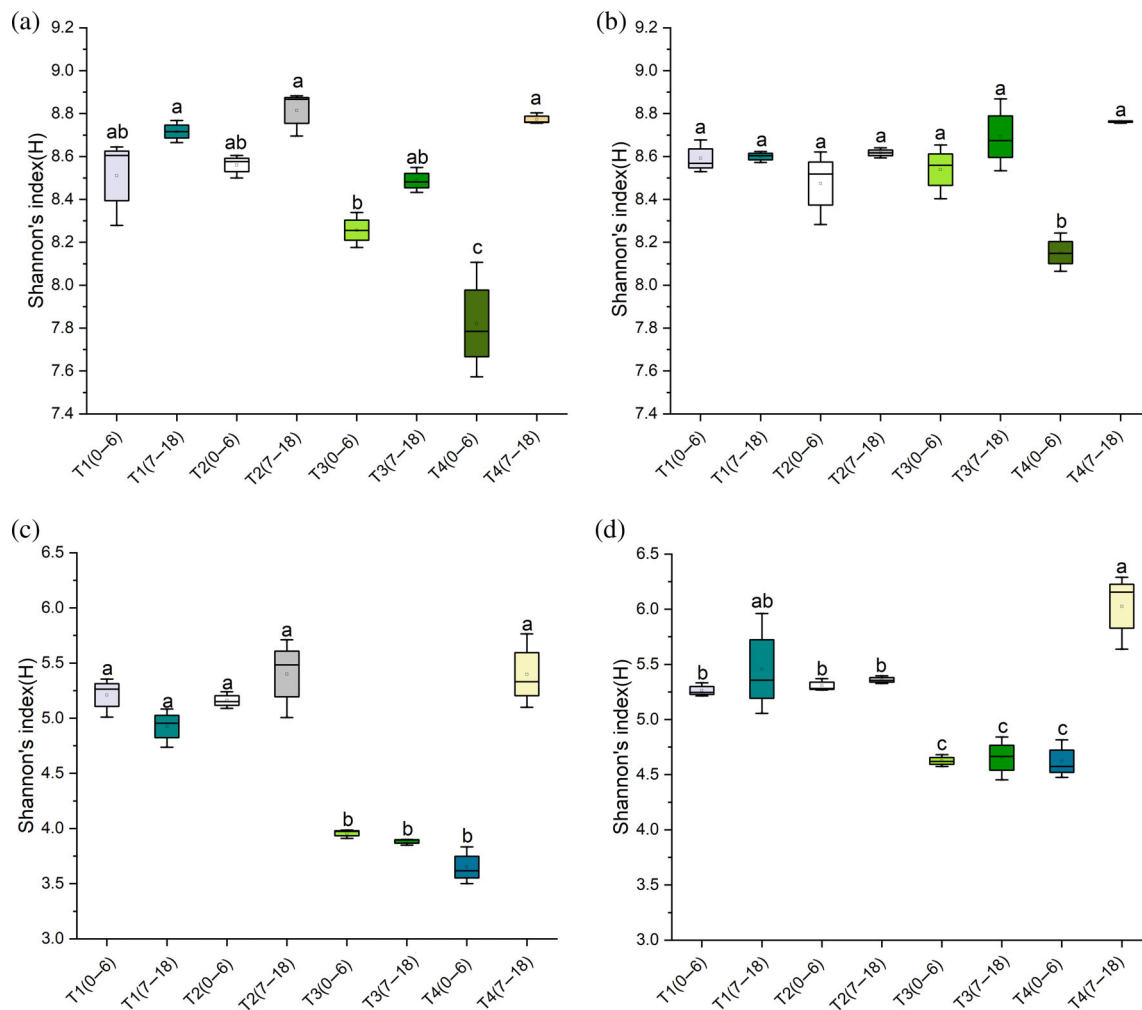 (a)
Shannon's index(H)
9.2
9.0
8.8
8.6
8.4
8.2
8.0
7.8
7.6
7.4
ab
a
ab
a
b
ab
c
a
T1(0–6)
T1(7–18)
T2(0–6)
T2(7–18)
T3(0–6)
T3(7–18)
T4(0–6)
T4(7–18)
(b)
Shannon's index(H)
9.2
9.0
8.8
8.6
8.4
8.2
8.0
7.8
7.6
7.4
a
a
a
a
a
a
b
a
T1(0–6)
T1(7–18)
T2(0–6)
T2(7–18)
T3(0–6)
T3(7–18)
T4(0–6)
T4(7–18)
(c)
Shannon's index(H)
6.5
6.0
5.5
5.0
4.5
4.0
3.5
3.0
a
a
a
a
b
b
b
a
T1(0–6)
T1(7–18)
T2(0–6)
T2(7–18)
T3(0–6)
T3(7–18)
T4(0–6)
T4(7–18)
(d)
Shannon's index(H)
6.5
6.0
5.5
5.0
4.5
4.0
3.5
3.0
b
ab
b
b
c
c
c
a
T1(0–6)
T1(7–18)
T2(0–6)
T2(7–18)
T3(0–6)
T3(7–18)
T4(0–6)
T4(7–18)